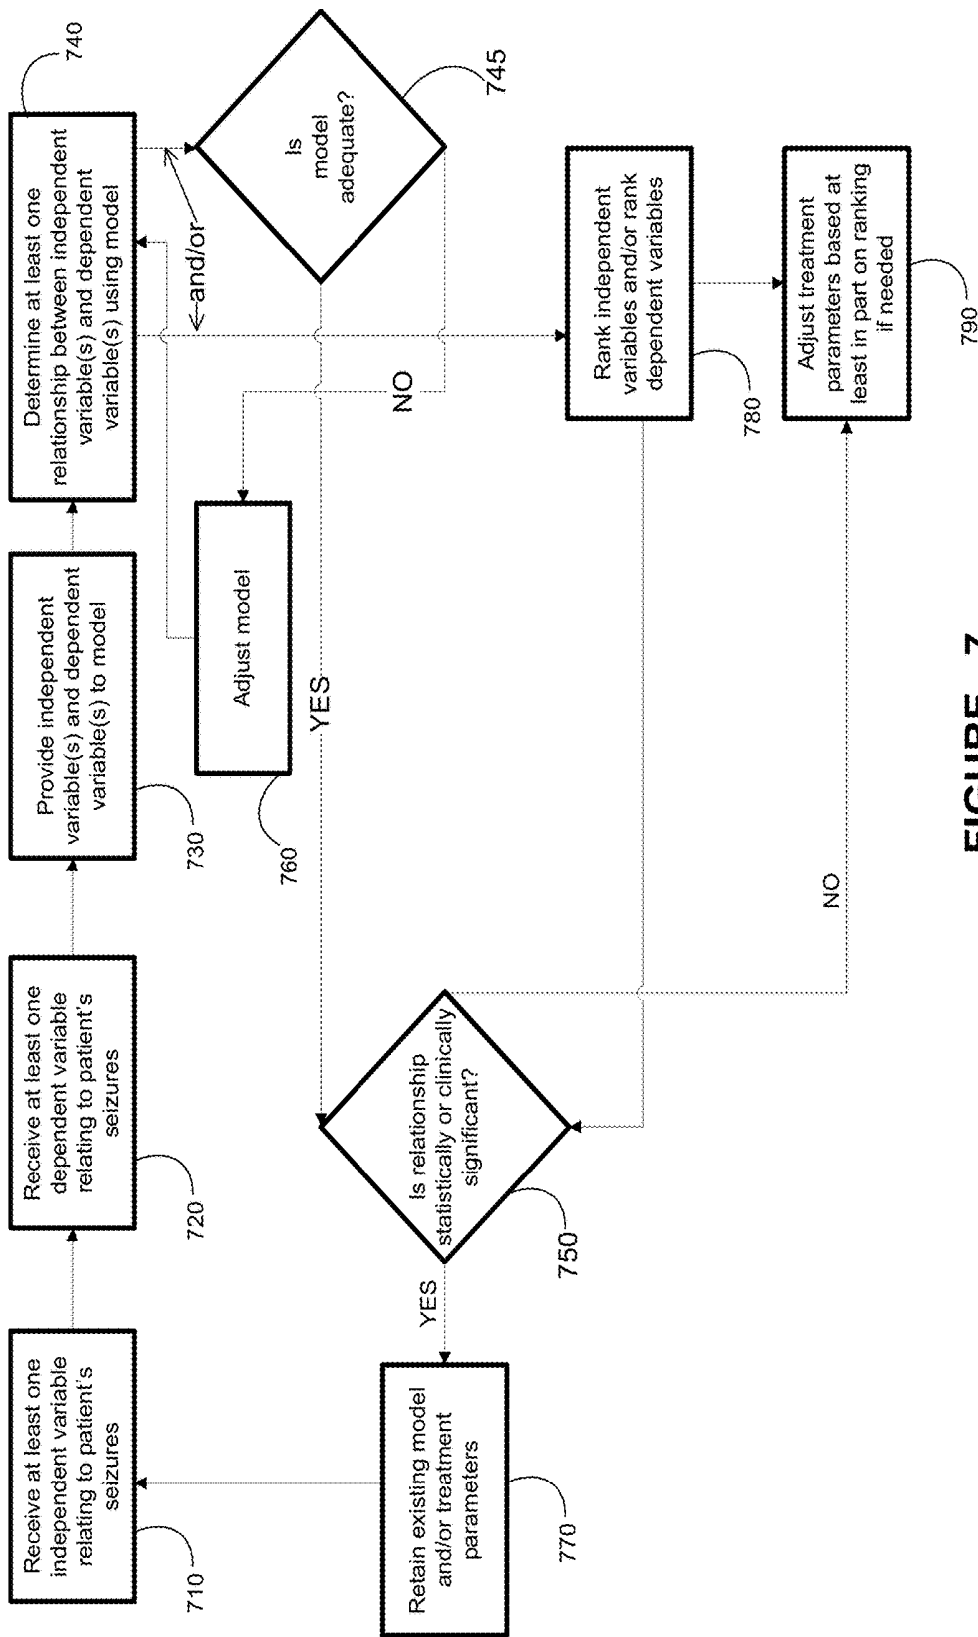 Receive at least one
independent variable
relating to patient's
seizures
710
Receive at least one
dependent variable
relating to patient's
seizures
720
Provide independent
variable(s) and dependent
variable(s) to model
730
Determine at least one
relationship between independent
variable(s) and dependent
variable(s) using model
740
and/or
Is
model
adequate?
745
NO
Adjust model
760
YES
Is relationship
statistically or clinically
significant?
750
YES
Retain existing model
and/or treatment
parameters
770
Rank independent
variables and/or rank
dependent variables
780
NO
Adjust treatment
parameters based at
least in part on ranking
if needed
790
FIGURE 7